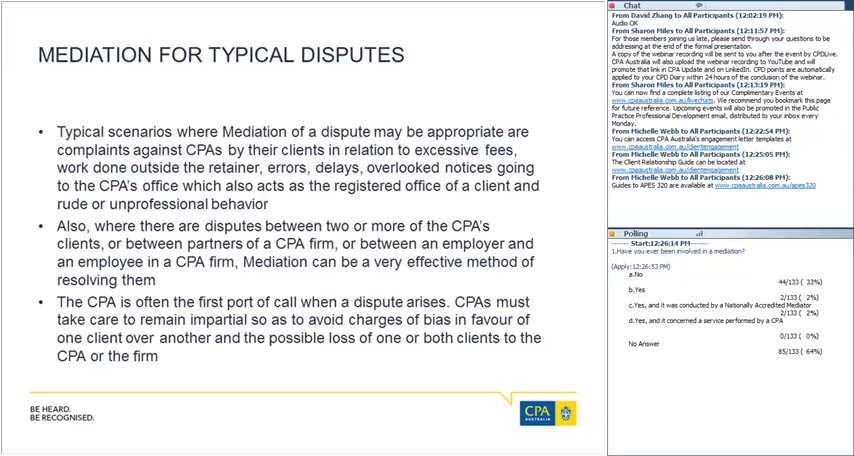 MEDIATION FOR TYPICAL DISPUTES
• Typical scenarios where Mediation of a dispute may be appropriate are
complaints against CPAs by their clients in relation to excessive fees,
work done outside the retainer, errors, delays, overlooked notices going
to the CPA's office which also acts as the registered office of a client and
rude or unprofessional behavior
• Also, where there are disputes between two or more of the CPA's
clients, or between partners of a CPA firm, or between an employer and
an employee in a CPA firm, Mediation can be a very effective method of
resolving them
• The CPA is often the first port of call when a dispute arises. CPAs must
take care to remain impartial so as to avoid charges of bias in favour of
one client over another and the possible loss of one or both clients to the
CPA or the firm
BE HEARD.
BE RECOGNISED.
CPA
AUSTRALIA
Chat
From David Zhang to All Participants (12:02:19 PM):
Audio OK
From Sharon Miles to All Participants (12:11:57 PM):
For those members joining us late, please send through your questions to be
addressing at the end of the formal presentation.
A copy of the webinar recording will be sent to you after the event by CPDLive.
CPA Australia will also upload the webinar recording to YouTube and will
promote that link in CPA Update and on LinkedIn. CPD points are automatically
applied to your CPD Diary within 24 hours of the conclusion of the webinar.
From Sharon Miles to All Participants (12:13:19 PM):
You can now find a complete listing of our Complimentary Events at
www.cpaaustralia.com.au/livechats. We recommend you bookmark this page
for future reference. Upcoming events will also be promoted in the Public
Practice Professional Development email, distributed to your inbox every
Monday.
From Michelle Webb to All Participants (12:22:54 PM):
You can access CPA Australia's engagement letter templates at
www.cpaaustralia.com.au/clientengagement
From Michelle Webb to All Participants (12:25:05 PM):
The Client Relationship Guide can be located at
www.cpaaustralia.com.au/clientengagement
From Michelle Webb to All Participants (12:26:08 PM):
Guides to APES 320 are available at www.cpaaustralia.com.au/apes320
Polling
------ Start:12:26:14 PM------
1.Have you ever been involved in a mediation?
(Apply:12:26:53 PM)
a.No
44/133 ( 33%)
b.Yes
2/133 ( 2%)
c.Yes, and it was conducted by a Nationally Accredited Mediator
2/133 ( 2%)
d.Yes, and it concerned a service performed by a CPA
0/133 ( 0%)
No Answer
85/133 ( 64%)